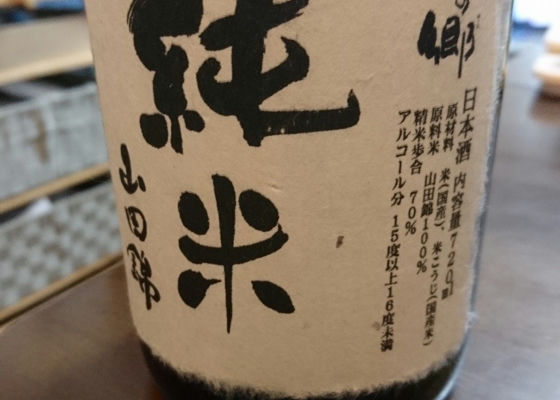 の郷
日本酒 内容量720ml
原材料 米(国産)、米こうじ(国産米)
原料米 山田錦100%
精米歩合 70%
アルコール分 15度以上16度未満
純米
山田錦